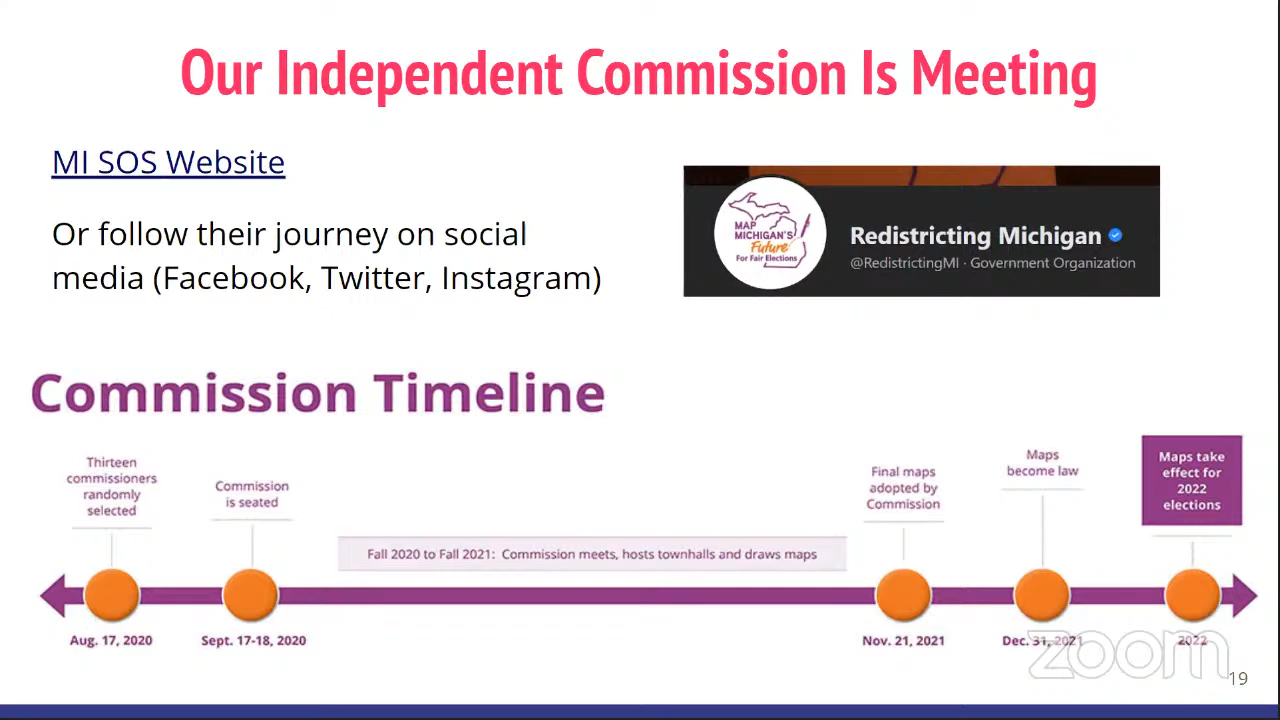 Our Independent Commission Is Meeting
MI SOS Website
Or follow their journey on social
media (Facebook, Twitter, Instagram)
MAP
MICHIGAN'S
Future
For Fair Elections
Redistricting Michigan
@RedistrictingMI · Government Organization
Commission Timeline
Thirteen
commissioners
randomly
selected
Commission
is seated
Fall 2020 to Fall 2021: Commission meets, hosts townhalls and draws maps
Final maps
adopted by
Commission
Maps
become law
Maps take
effect for
2022
elections
Aug. 17, 2020
Sept. 17-18, 2020
Nov. 21, 2021
Dec. 31, 2021
2022
zoom
19